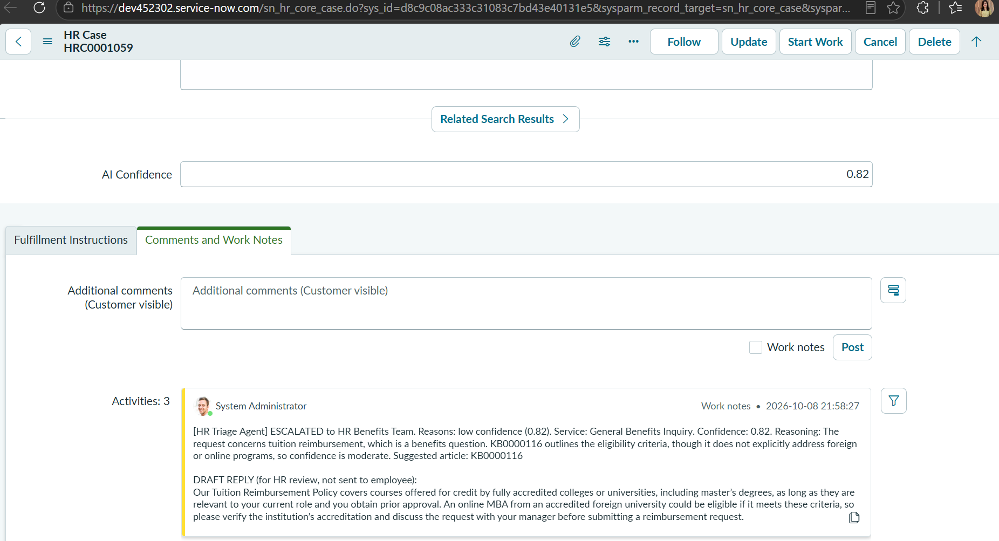 https://dev452302.service-now.com/sn_hr_core_case.do?sys_id=d8c9c08ac333c31083c7bd43e40131e5&sysparm_record_target=sn_hr_core_case&syspar...
HR Case
HRC0001059
Follow
Update
Start Work
Cancel
Delete
Related Search Results
AI Confidence
0.82
Fulfillment Instructions
Comments and Work Notes
Additional comments
(Customer visible)
Additional comments (Customer visible)
Work notes
Post
Activities: 3
System Administrator
Work notes • 2026-10-08 21:58:27
[HR Triage Agent] ESCALATED to HR Benefits Team. Reasons: low confidence (0.82). Service: General Benefits Inquiry. Confidence: 0.82. Reasoning: The
request concerns tuition reimbursement, which is a benefits question. KB0000116 outlines the eligibility criteria, though it does not explicitly address foreign
or online programs, so confidence is moderate. Suggested article: KB0000116
DRAFT REPLY (for HR review, not sent to employee):
Our Tuition Reimbursement Policy covers courses offered for credit by fully accredited colleges or universities, including master's degrees, as long as they are
relevant to your current role and you obtain prior approval. An online MBA from an accredited foreign university could be eligible if it meets these criteria, so
please verify the institution's accreditation and discuss the request with your manager before submitting a reimbursement request.